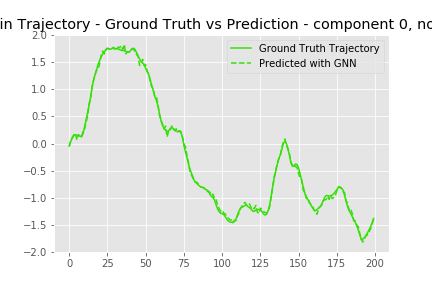 in Trajectory - Ground Truth vs Prediction - component 0, no
Ground Truth Trajectory
Predicted with GNN
2.0
1.5
1.0
0.5
0.0
−0.5
−1.0
−1.5
−2.0
0 25 50 75 100 125 150 175 200